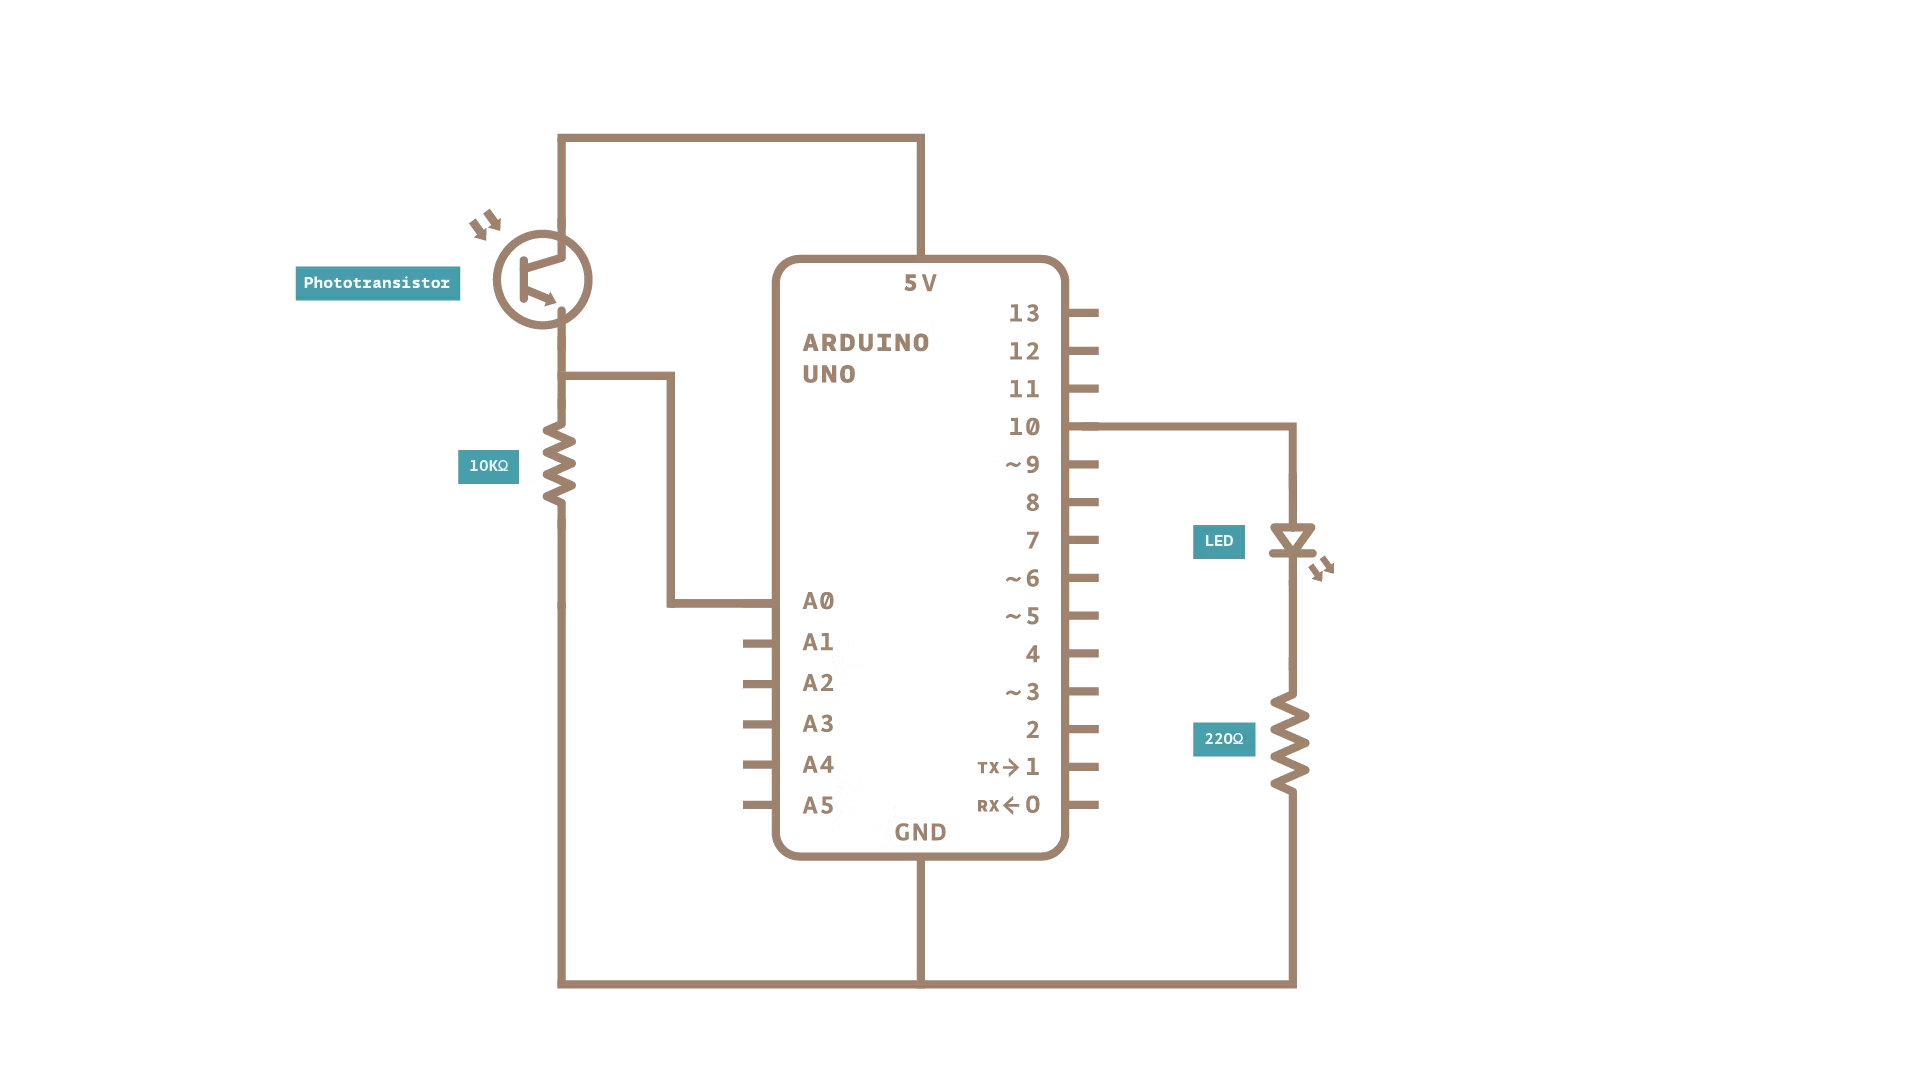 Phototransistor
10KΩ
5V
ARDUINO
UNO
A0
A1
A2
A3
A4
A5
13
12
11
10
~9
8
7
~6
~5
4
~3
2
TX→1
RX←0
GND
LED
220Ω